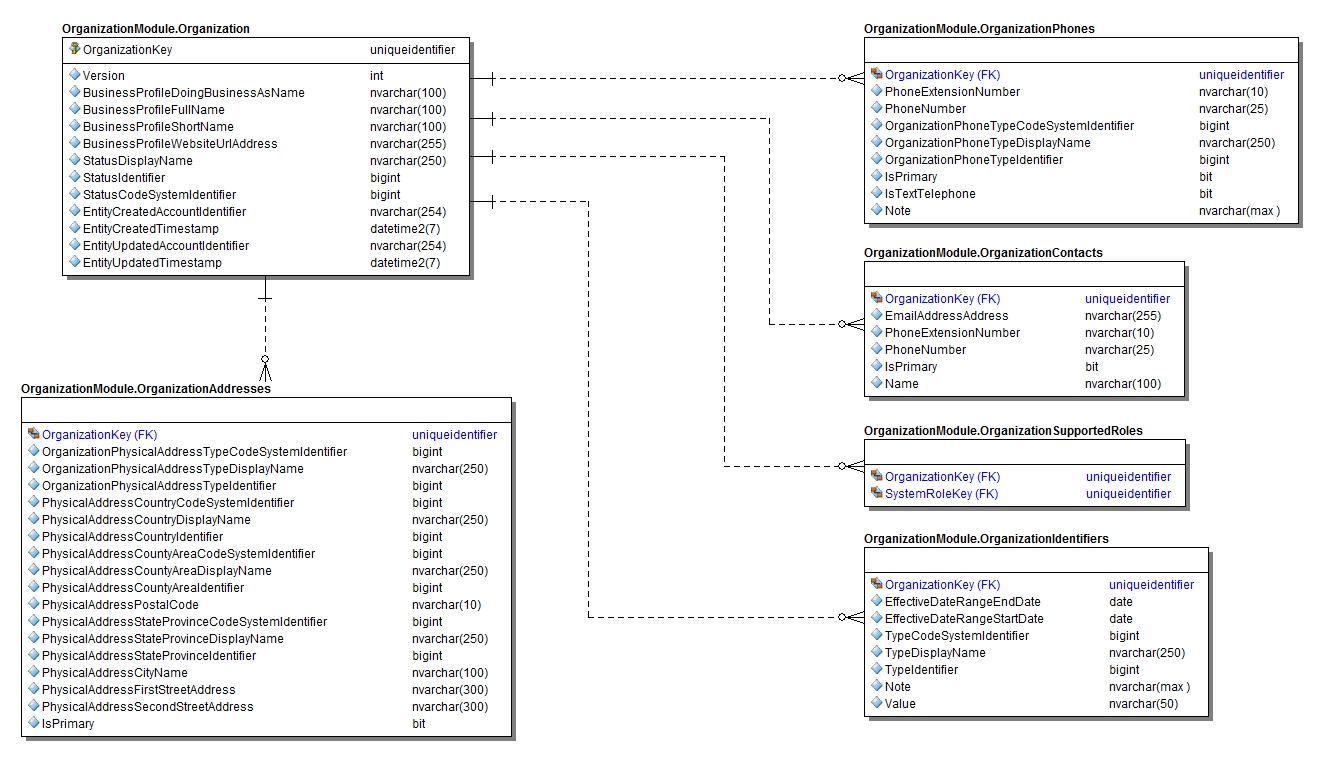 OrganizationModule.Organization
OrganizationKey uniqueidentifier
Version int
BusinessProfileDoingBusinessAsName nvarchar(100)
BusinessProfileFullName nvarchar(100)
BusinessProfileShortName nvarchar(100)
BusinessProfileWebsiteUrlAddress nvarchar(255)
StatusDisplayName nvarchar(250)
StatusIdentifier bigint
StatusCodeSystemIdentifier bigint
EntityCreatedAccountIdentifier nvarchar(254)
EntityCreatedTimestamp datetime2(7)
EntityUpdatedAccountIdentifier nvarchar(254)
EntityUpdatedTimestamp datetime2(7)
OrganizationModule.OrganizationAddresses
OrganizationKey (FK) uniqueidentifier
OrganizationPhysicalAddressTypeCodeSystemIdentifier bigint
OrganizationPhysicalAddressTypeDisplayName nvarchar(250)
OrganizationPhysicalAddressTypeIdentifier bigint
PhysicalAddressCountryCodeSystemIdentifier bigint
PhysicalAddressCountryDisplayName nvarchar(250)
PhysicalAddressCountryIdentifier bigint
PhysicalAddressCountyAreaCodeSystemIdentifier bigint
PhysicalAddressCountyAreaDisplayName nvarchar(250)
PhysicalAddressCountyAreaIdentifier bigint
PhysicalAddressPostalCode nvarchar(10)
PhysicalAddressStateProvinceCodeSystemIdentifier bigint
PhysicalAddressStateProvinceDisplayName nvarchar(250)
PhysicalAddressStateProvinceIdentifier bigint
PhysicalAddressCityName nvarchar(100)
PhysicalAddressFirstStreetAddress nvarchar(300)
PhysicalAddressSecondStreetAddress nvarchar(300)
IsPrimary bit
OrganizationModule.OrganizationPhones
OrganizationKey (FK) uniqueidentifier
PhoneExtensionNumber nvarchar(10)
PhoneNumber nvarchar(25)
OrganizationPhoneTypeCodeSystemIdentifier bigint
OrganizationPhoneTypeDisplayName nvarchar(250)
OrganizationPhoneTypeIdentifier bigint
IsPrimary bit
IsTextTelephone bit
Note nvarchar(max )
OrganizationModule.OrganizationContacts
OrganizationKey (FK) uniqueidentifier
EmailAddressAddress nvarchar(255)
PhoneExtensionNumber nvarchar(10)
PhoneNumber nvarchar(25)
IsPrimary bit
Name nvarchar(100)
OrganizationModule.OrganizationSupportedRoles
OrganizationKey (FK) uniqueidentifier
SystemRoleKey (FK) uniqueidentifier
OrganizationModule.OrganizationIdentifiers
OrganizationKey (FK) uniqueidentifier
EffectiveDateRangeEndDate date
EffectiveDateRangeStartDate date
TypeCodeSystemIdentifier bigint
TypeDisplayName nvarchar(250)
TypeIdentifier bigint
Note nvarchar(max )
Value nvarchar(50)